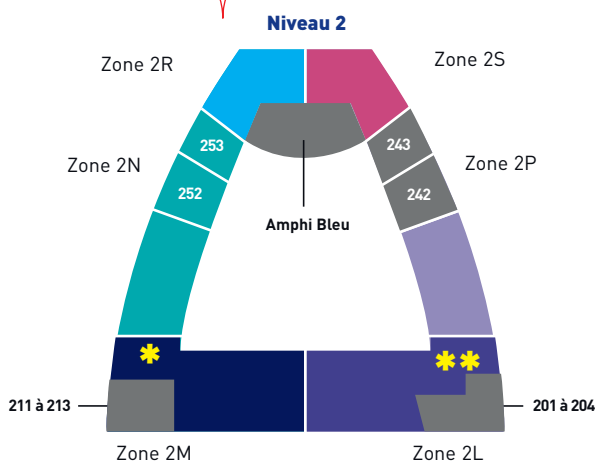 Niveau 2
Zone 2R
Zone 2S
253
243
Zone 2N
Zone 2P
252
242
Amphi Bleu
211 à 213
201 à 204
Zone 2M
Zone 2L